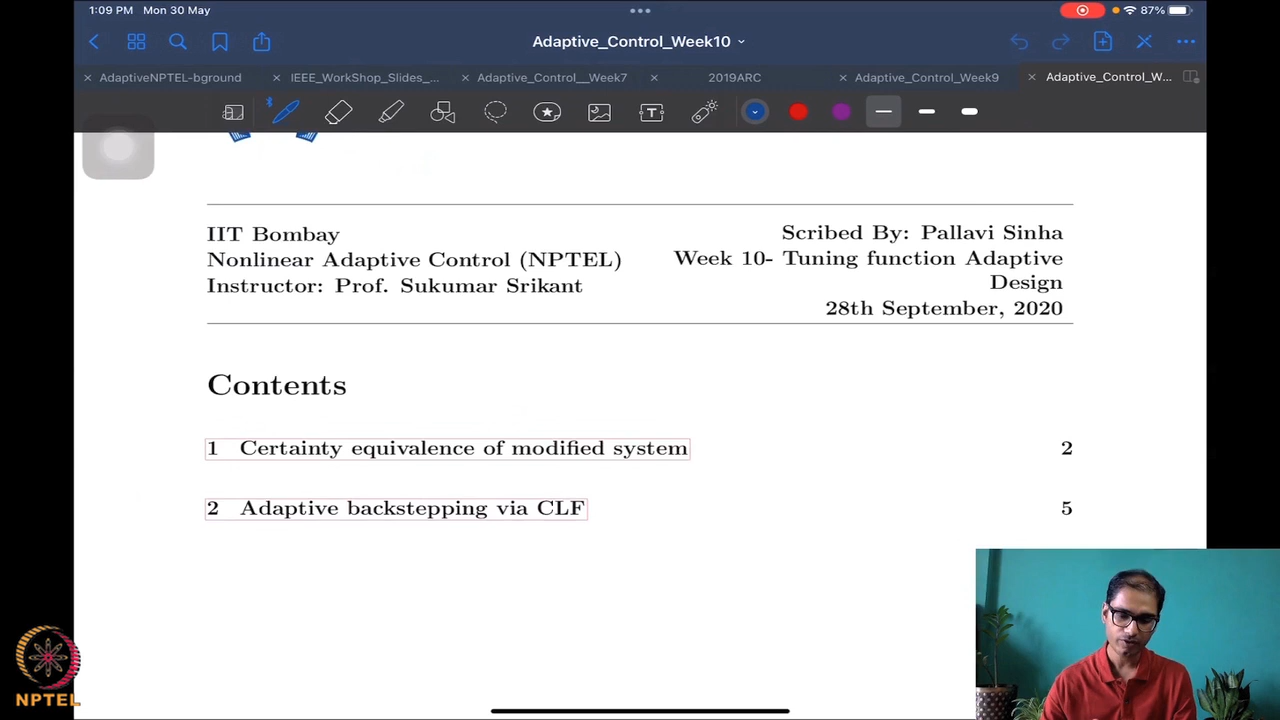 1:09 PM Mon 30 May
87%
Adaptive_Control_Week10
AdaptiveNPTEL-bground
IEEE_WorkShop_Slides_...
Adaptive_Control__Week7
2019ARC
Adaptive_Control_Week9
Adaptive_Control_W...
IIT Bombay
Nonlinear Adaptive Control (NPTEL)
Instructor: Prof. Sukumar Srikant
Scribed By: Pallavi Sinha
Week 10- Tuning function Adaptive
Design
28th September, 2020
Contents
1 Certainty equivalence of modified system 2
2 Adaptive backstepping via CLF 5
NPTEL